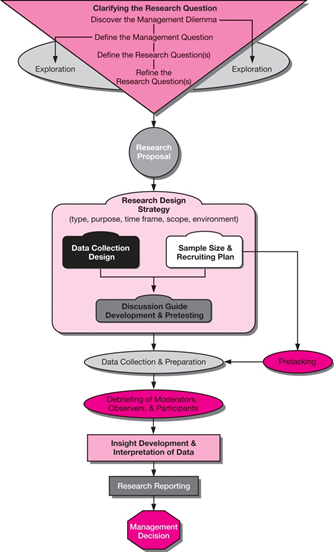 Clarifying the Research Question
Discover the Management Dilemma
Define the Management Question
Exploration
Exploration
Define the Research Question(s)
Refine the
Research Question(s)
Research
Proposal
Research Design
Strategy
(type, purpose, time frame, scope, environment)
Data Collection
Design
Sample Size &
Recruiting Plan
Discussion Guide
Development & Pretesting
Data Collection & Preparation
Pretasking
Debriefing of Moderators,
Observers, & Participants
Insight Development &
Interpretation of Data
Research Reporting
Management
Decision